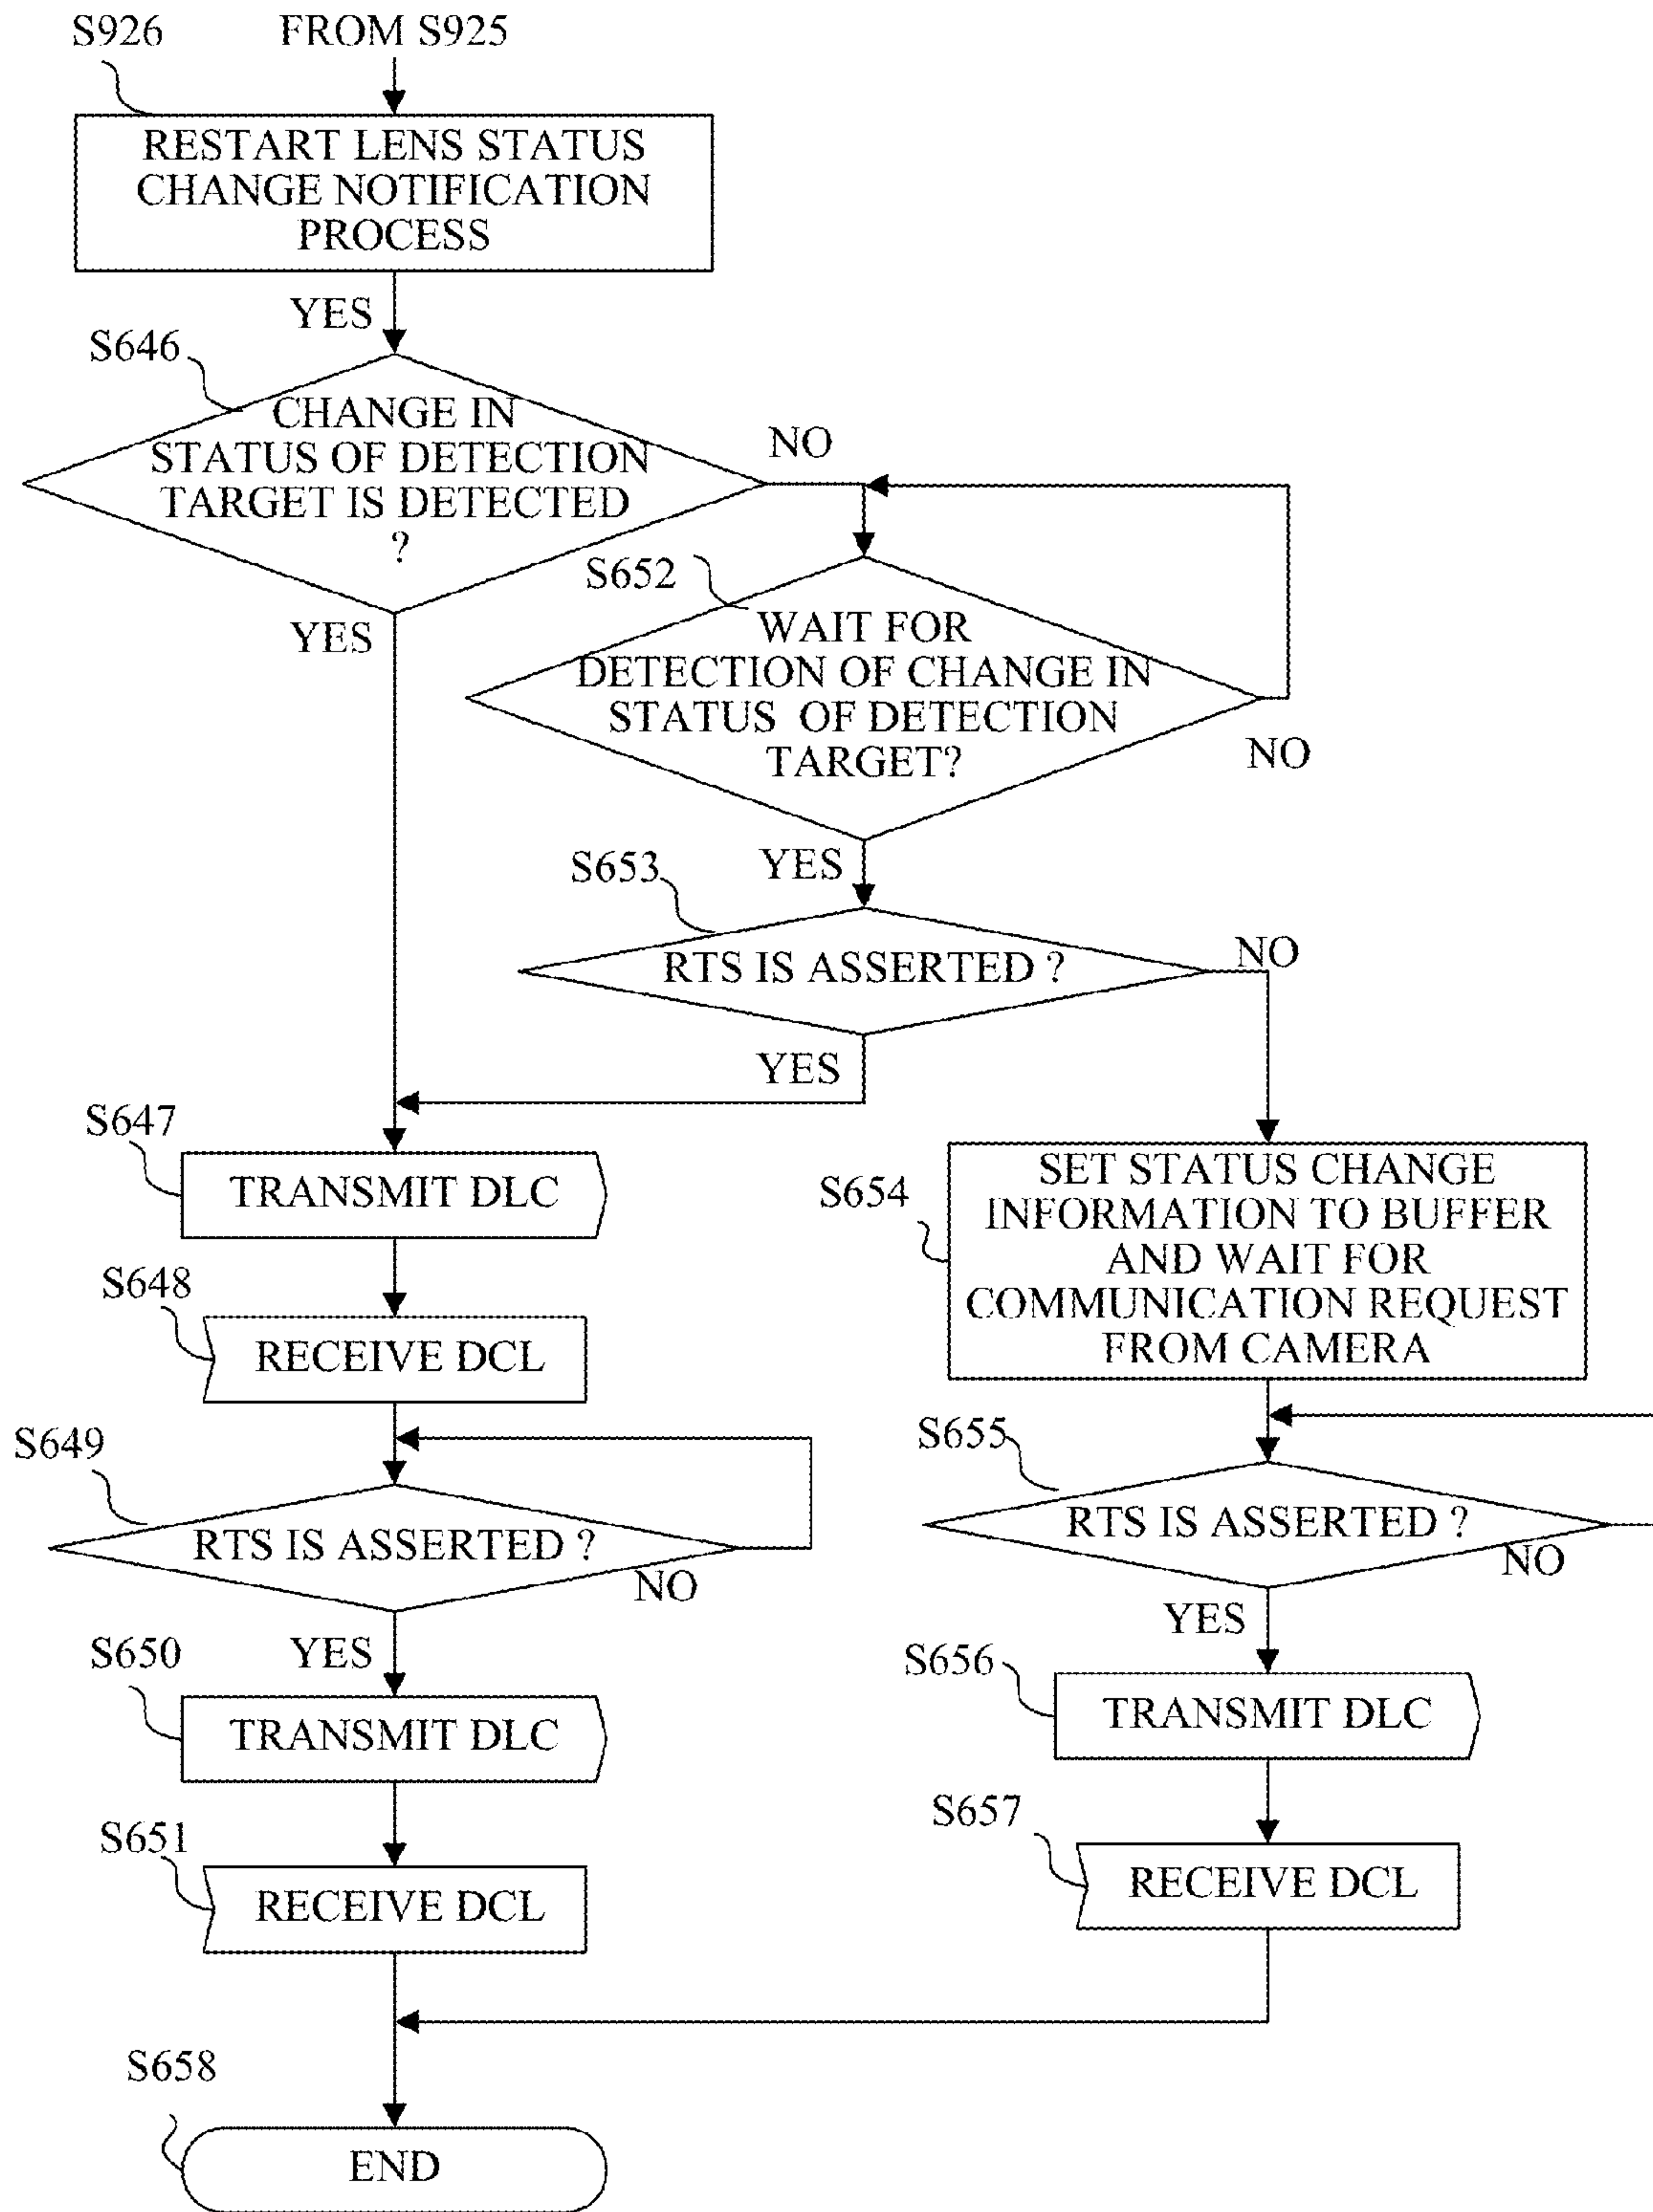 S926
FROM S925
RESTART LENS STATUS
CHANGE NOTIFICATION
PROCESS
YES
S646
CHANGE IN
STATUS OF DETECTION
TARGET IS DETECTED
?
NO
YES
S652
WAIT FOR
DETECTION OF CHANGE IN
STATUS OF DETECTION
TARGET?
NO
YES
S653
RTS IS ASSERTED ?
NO
YES
S647
TRANSMIT DLC
S648
RECEIVE DCL
S649
RTS IS ASSERTED ?
NO
YES
S650
TRANSMIT DLC
S651
RECEIVE DCL
S654
SET STATUS CHANGE
INFORMATION TO BUFFER
AND WAIT FOR
COMMUNICATION REQUEST
FROM CAMERA
S655
RTS IS ASSERTED ?
NO
YES
S656
TRANSMIT DLC
S657
RECEIVE DCL
S658
END